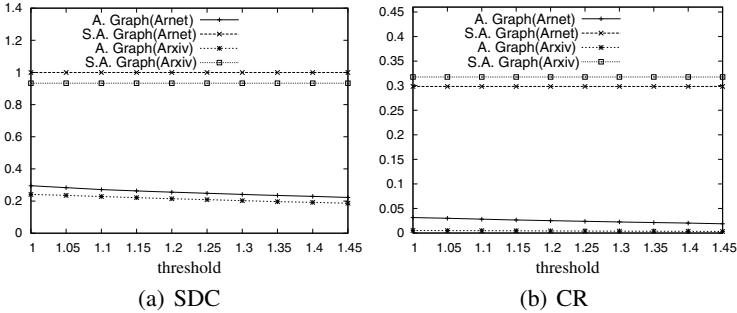 1.4
1.2
1
0.8
0.6
0.4
0.2
0
A. Graph(Arnet)
S.A. Graph(Arnet)
A. Graph(Arxiv)
S.A. Graph(Arxiv)
1 1.05 1.1 1.15 1.2 1.25 1.3 1.35 1.4 1.45
threshold
(a) SDC
0.45
0.4
0.35
0.3
0.25
0.2
0.15
0.1
0.05
0
A. Graph(Arnet)
S.A. Graph(Arnet)
A. Graph(Arxiv)
S.A. Graph(Arxiv)
1 1.05 1.1 1.15 1.2 1.25 1.3 1.35 1.4 1.45
threshold
(b) CR